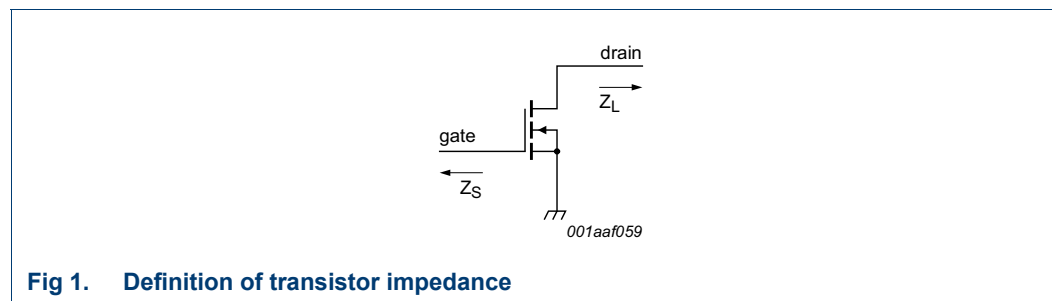 drain
Z_L
gate
Z_S
001aaf059
Fig 1. Definition of transistor impedance